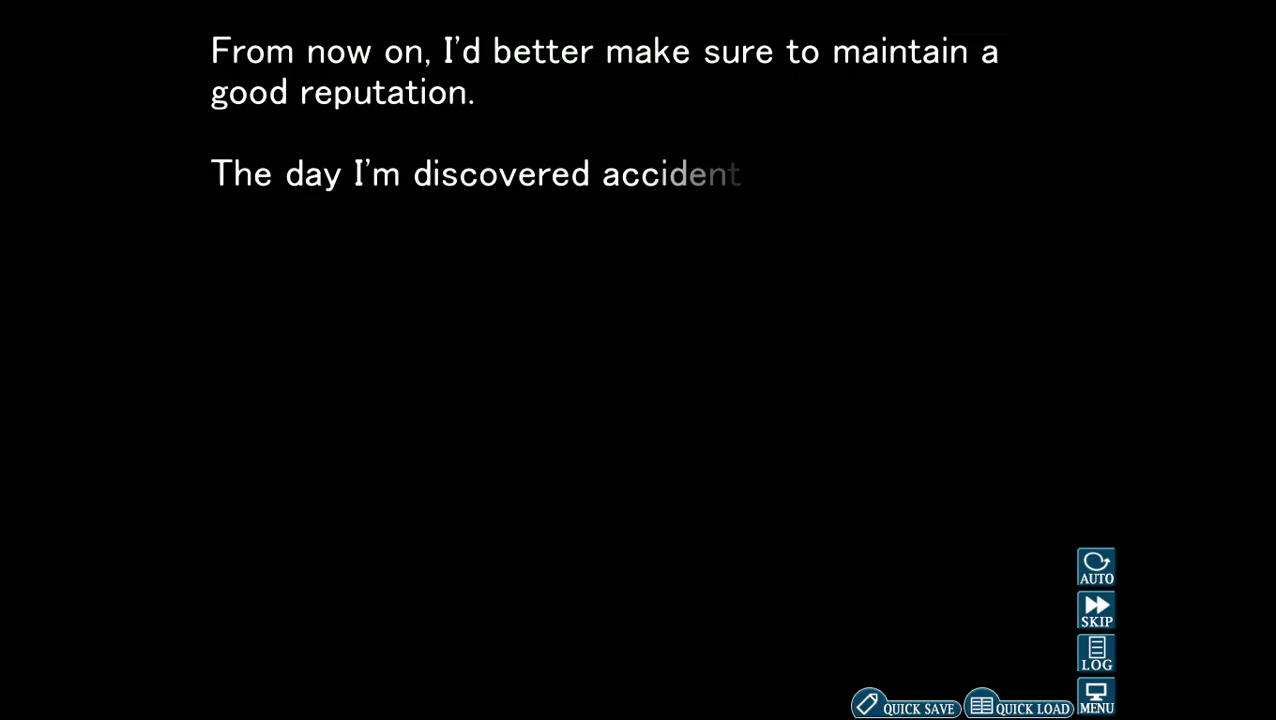 From now on, I'd better make sure to maintain a
good reputation.
The day I'm discovered accident
AUTO
SKIP
LOG
QUICK SAVE
QUICK LOAD
MENU